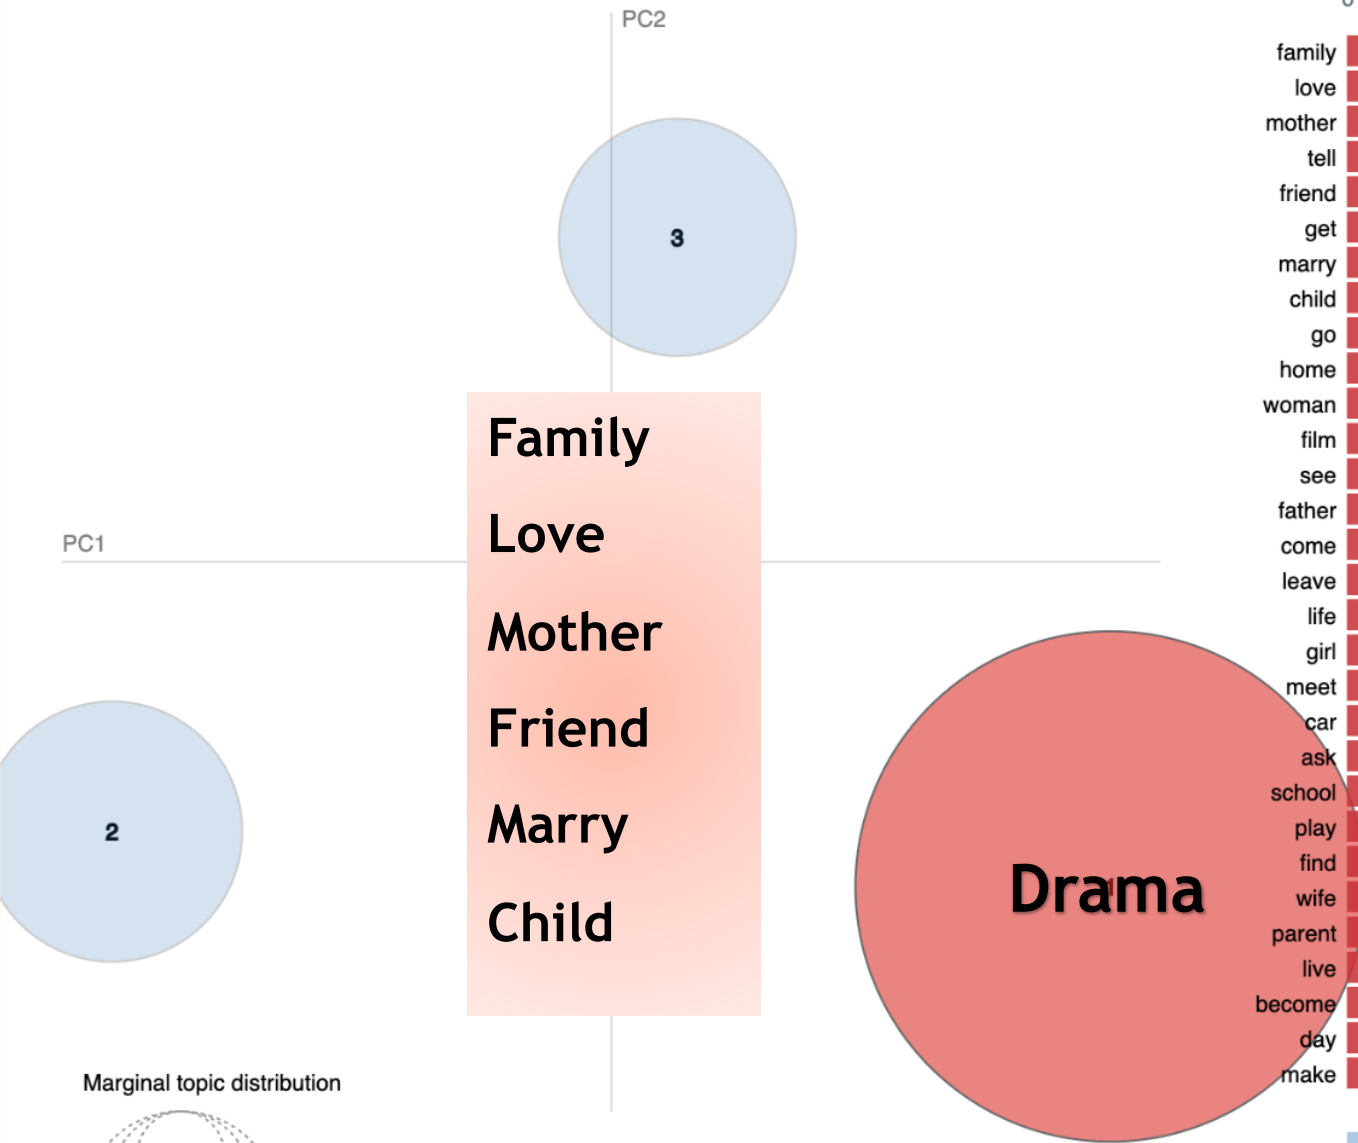 PC2
3
PC1
2
Family
Love
Mother
Friend
Marry
Child
Drama
family
love
mother
tell
friend
get
marry
child
go
home
woman
film
see
father
come
leave
life
girl
meet
car
ask
school
play
find
wife
parent
live
become
day
make
Marginal topic distribution